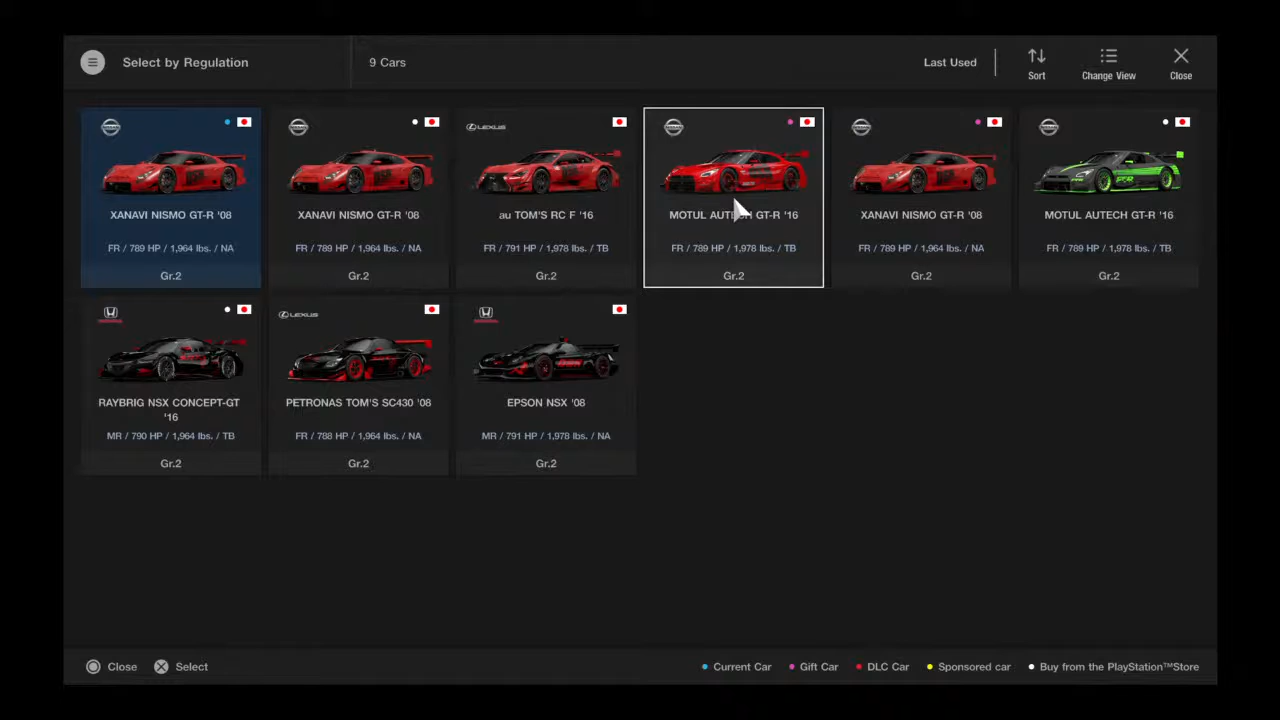 Select by Regulation
9 Cars
Last Used
Sort
Change View
Close
XANAVI NISMO GT-R '08
FR / 789 HP / 1,964 lbs. / NA
Gr.2
XANAVI NISMO GT-R '08
FR / 789 HP / 1,964 lbs. / NA
Gr.2
LEXUS
au TOM'S RC F '16
FR / 791 HP / 1,964 lbs. / TB
Gr.2
MOTUL AUTECH GT-R '16
FR / 789 HP / 1,978 lbs. / TB
Gr.2
XANAVI NISMO GT-R '08
FR / 789 HP / 1,964 lbs. / NA
Gr.2
MOTUL AUTECH GT-R '16
FR / 789 HP / 1,978 lbs. / TB
Gr.2
RAYBRIG NSX CONCEPT-GT
'16
MR / 790 HP / 1,964 lbs. / TB
Gr.2
LEXUS
PETRONAS TOM'S SC430 '08
FR / 788 HP / 1,964 lbs. / NA
Gr.2
EPSON NSX '08
MR / 791 HP / 1,978 lbs. / NA
Gr.2
Close
Select
Current Car
Gift Car
DLC Car
Sponsored car
Buy from the PlayStation™Store